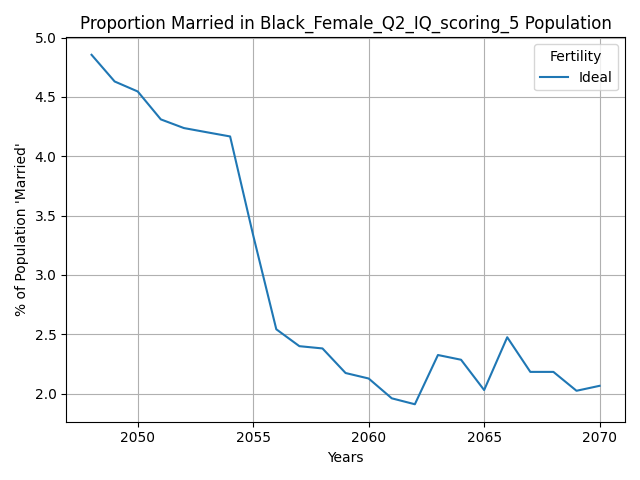 Proportion Married in Black_Female_Q2_IQ_scoring_5 Population
Fertility
Ideal
% of Population 'Married'
5.0
4.5
4.0
3.5
3.0
2.5
2.0
2050 2055 2060 2065 2070
Years